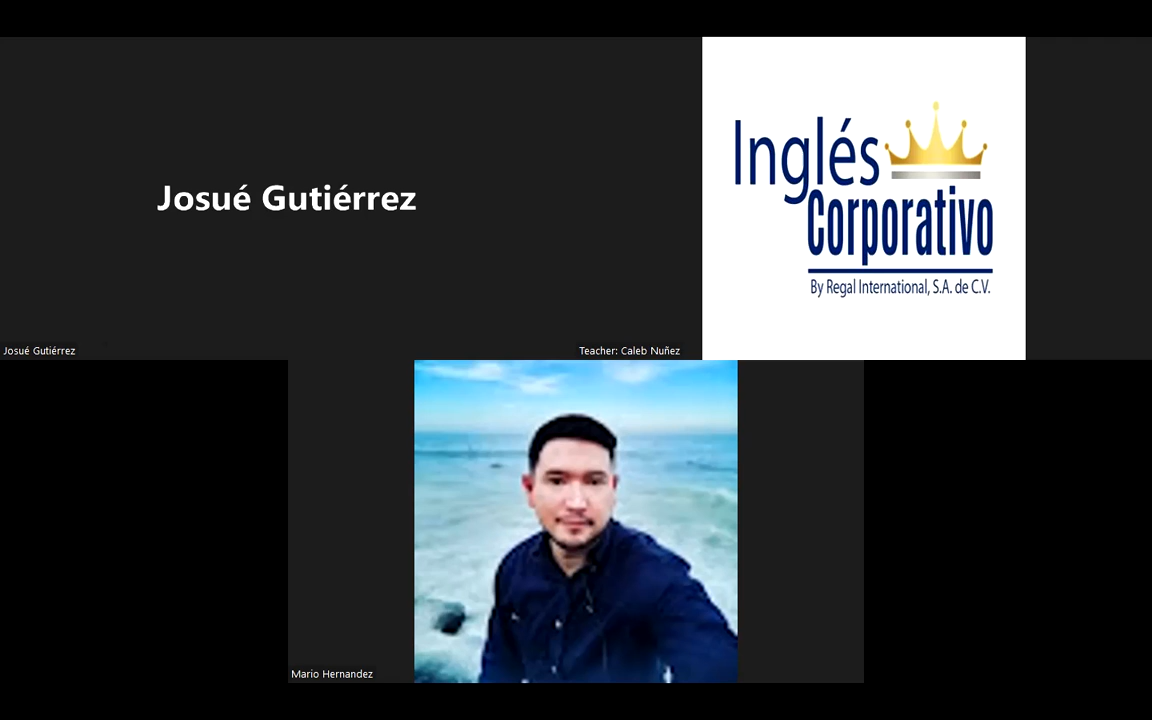 Josué Gutiérrez
Inglés
Corporativo
By Regal International, S.A. de C.V.
Josué Gutiérrez
Teacher: Caleb Nuñez
Mario Hernandez